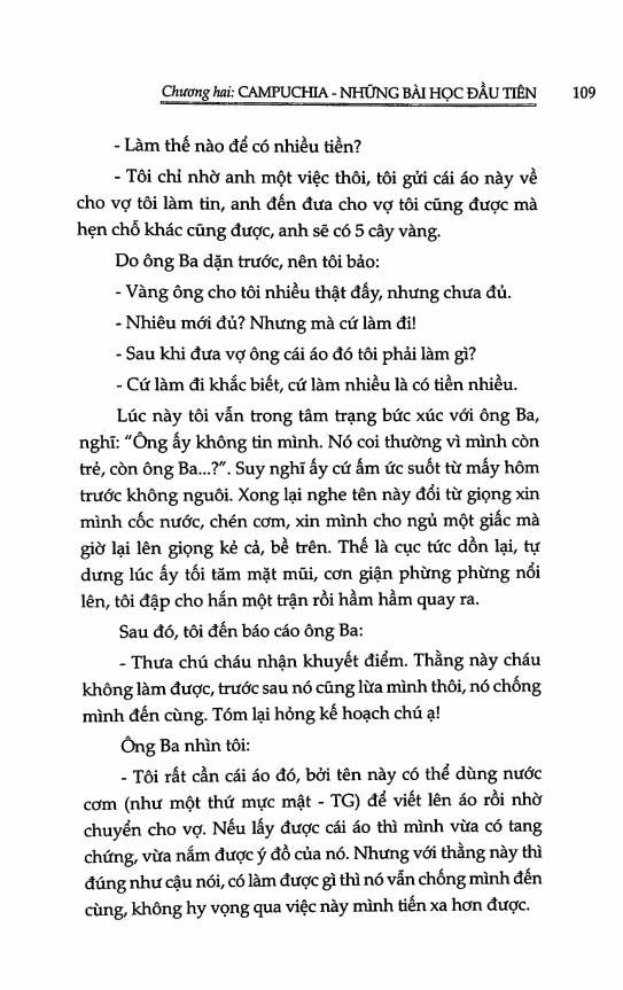 Chương hai: CAMPUCHIA - NHỮNG BÀI HỌC ĐẦU TIÊN 109
- Làm thế nào để có nhiều tiền?
- Tôi chỉ nhờ anh một việc thôi, tôi gửi cái áo này về
cho vợ tôi làm tin, anh đến đưa cho vợ tôi cũng được mà
hẹn chỗ khác cũng được, anh sẽ có 5 cây vàng.
Do ông Ba dặn trước, nên tôi bảo:
- Vàng ông cho tôi nhiều thật đấy, nhưng chưa đủ.
- Nhiêu mới đủ? Nhưng mà cứ làm đi!
- Sau khi đưa vợ ông cái áo đó tôi phải làm gì?
- Cứ làm đi khắc biết, cứ làm nhiều là có tiền nhiều.
Lúc này tôi vẫn trong tâm trạng bức xúc với ông Ba,
nghĩ: "Ông ấy không tin mình. Nó coi thường vì mình còn
trẻ, còn ông Ba...?". Suy nghĩ ấy cứ ấm ức suốt từ mấy hôm
trước không nguôi. Xong lại nghe tên này đổi từ giọng xin
mình cốc nước, chén cơm, xin mình cho ngủ một giấc mà
giờ lại lên giọng kẻ cả, bề trên. Thế là cục tức dồn lại, tự
dưng lúc ấy tối tăm mặt mũi, cơn giận phừng phừng nổi
lên, tôi đập cho hắn một trận rồi hầm hầm quay ra.
Sau đó, tôi đến báo cáo ông Ba:
- Thưa chú cháu nhận khuyết điểm. Thằng này cháu
không làm được, trước sau nó cũng lừa mình thôi, nó chống
mình đến cùng. Tóm lại hỏng kế hoạch chú ạ!
Ông Ba nhìn tôi:
- Tôi rất cần cái áo đó, bởi tên này có thể dùng nước
cơm (như một thứ mực mật - TG) để viết lên áo rồi nhờ
chuyển cho vợ. Nếu lấy được cái áo thì mình vừa có tang
chứng, vừa nắm được ý đồ của nó. Nhưng với thằng này thì
đúng như cậu nói, có làm được gì thì nó vẫn chống mình đến
cùng, không hy vọng qua việc này mình tiến xa hơn được.